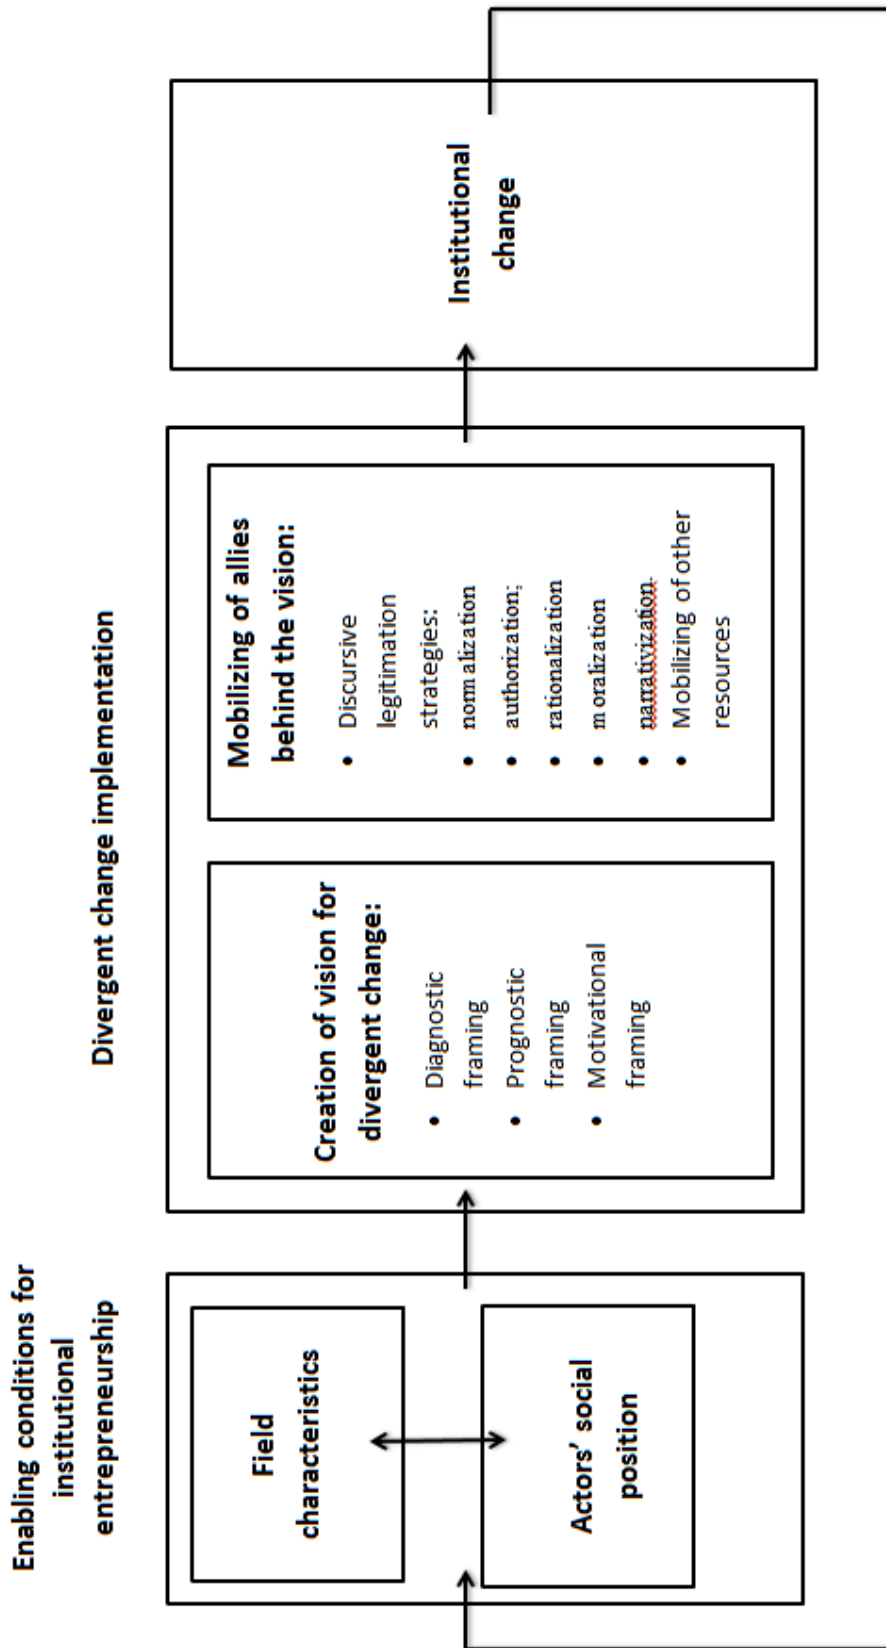 Enabling conditions for
institutional
entrepreneurship
Field
characteristics
Actors’ social
position
Divergent change implementation
Creation of vision for
divergent change:
• Diagnostic
framing
• Prognostic
framing
• Motivational
framing
Mobilizing of allies
behind the vision:
• Discursive
legitimation
strategies:
• normalization
• authorization;
• rationalization
• moralization
• narrativization.
• Mobilizing of other
resources
Institutional
change